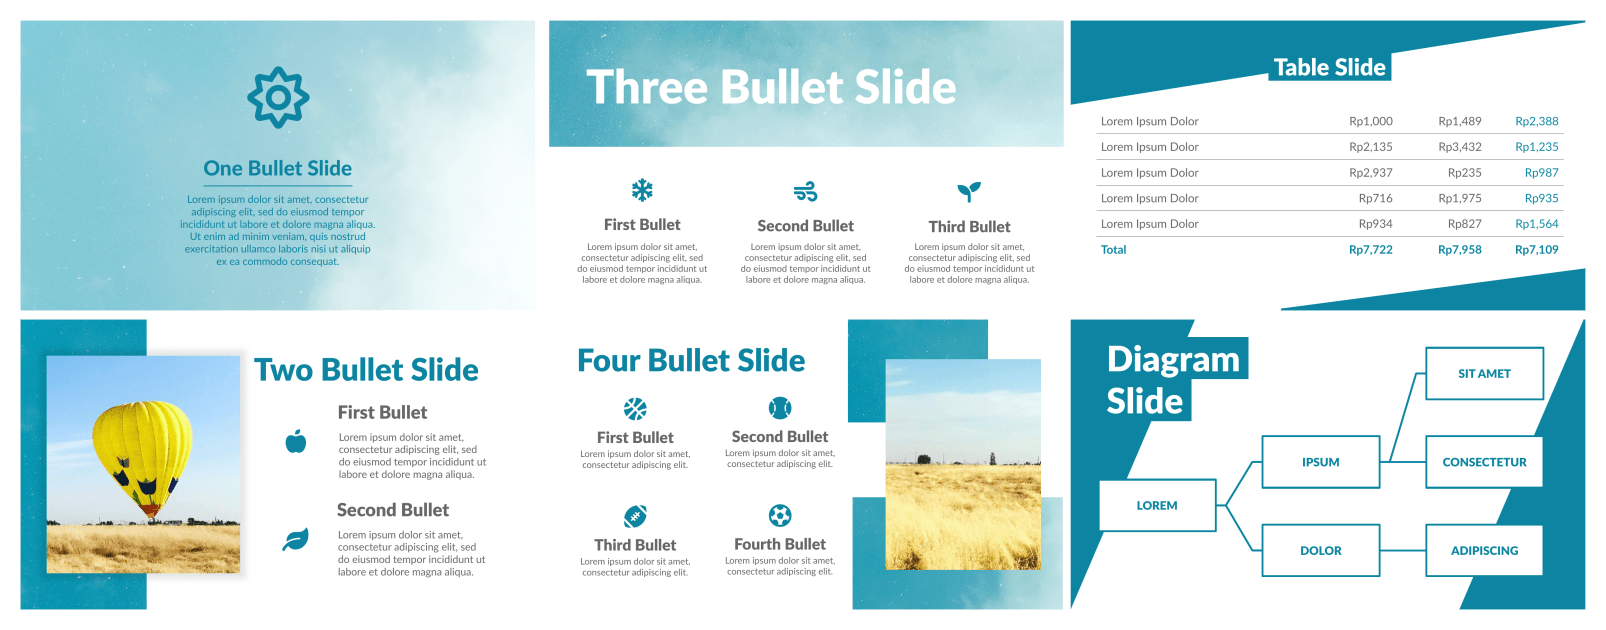 One Bullet Slide
Lorem ipsum dolor sit amet, consectetur
adipiscing elit, sed do eiusmod tempor
incididunt ut labore et dolore magna aliqua.
Ut enim ad minim veniam, quis nostrud
exercitation ullamco laboris nisi ut aliquip
ex ea commodo consequat.
Three Bullet Slide
First Bullet
Lorem ipsum dolor sit amet,
consectetur adipiscing elit, sed
do eiusmod tempor incididunt ut
labore et dolore magna aliqua.
Second Bullet
Lorem ipsum dolor sit amet,
consectetur adipiscing elit, sed
do eiusmod tempor incididunt ut
labore et dolore magna aliqua.
Third Bullet
Lorem ipsum dolor sit amet,
consectetur adipiscing elit, sed
do eiusmod tempor incididunt ut
labore et dolore magna aliqua.
Table Slide
Lorem Ipsum Dolor Rp1,000 Rp1,489 Rp2,388
Lorem Ipsum Dolor Rp2,135 Rp3,432 Rp1,235
Lorem Ipsum Dolor Rp2,937 Rp235 Rp987
Lorem Ipsum Dolor Rp716 Rp1,975 Rp935
Lorem Ipsum Dolor Rp934 Rp827 Rp1,564
Total Rp7,722 Rp7,958 Rp7,109
Two Bullet Slide
First Bullet
Lorem ipsum dolor sit amet,
consectetur adipiscing elit, sed
do eiusmod tempor incididunt ut
labore et dolore magna aliqua.
Second Bullet
Lorem ipsum dolor sit amet,
consectetur adipiscing elit, sed
do eiusmod tempor incididunt ut
labore et dolore magna aliqua.
Four Bullet Slide
First Bullet
Lorem ipsum dolor sit amet,
consectetur adipiscing elit.
Second Bullet
Lorem ipsum dolor sit amet,
consectetur adipiscing elit.
Third Bullet
Lorem ipsum dolor sit amet,
consectetur adipiscing elit.
Fourth Bullet
Lorem ipsum dolor sit amet,
consectetur adipiscing elit.
Diagram
Slide
LOREM
IPSUM
DOLOR
SIT AMET
CONSECTETUR
ADIPISCING